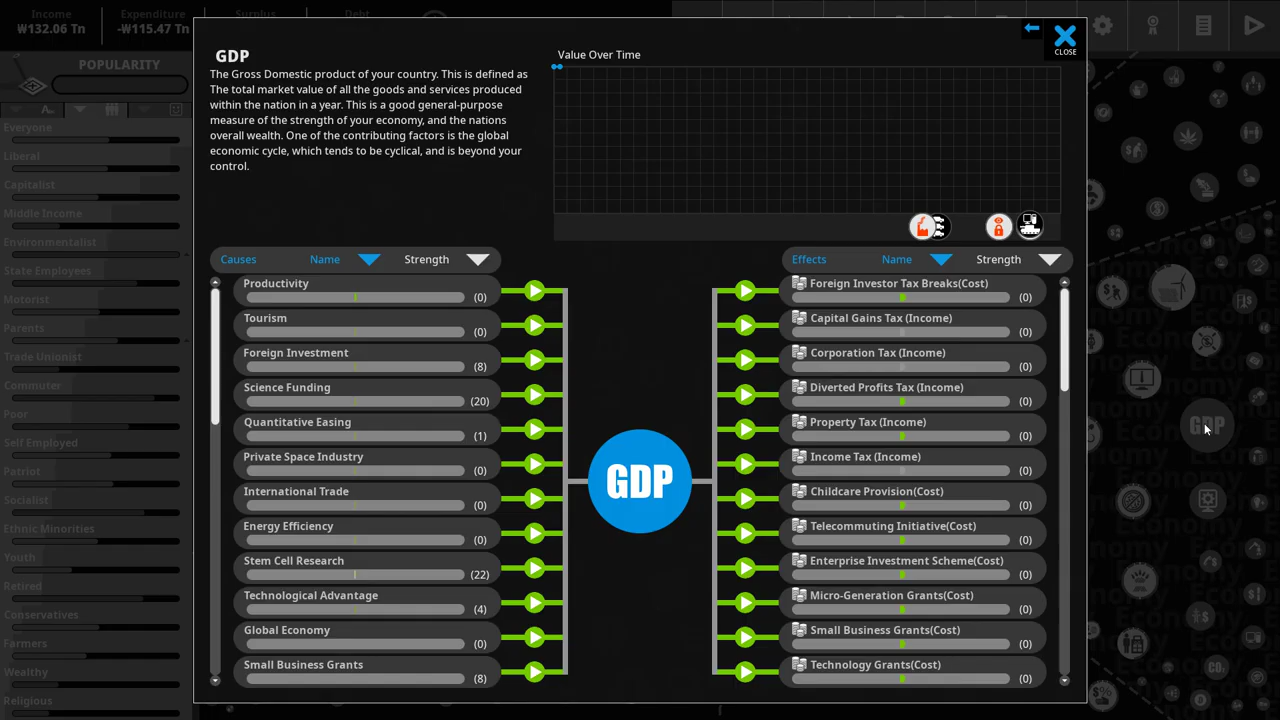 Income
Expenditure
Surplus
Debt
₩132.06 Tn
-₩115.47 Tn
POPULARITY
Everyone
Liberal
Capitalist
Middle Income
Environmentalist
State Employees
Motorist
Parents
Trade Unionist
Commuter
Poor
Self Employed
Patriot
Socialist
Ethnic Minorities
Youth
Retired
Conservatives
Farmers
Wealthy
Religious
GDP
The Gross Domestic product of your country. This is defined as
The total market value of all the goods and services produced
within the nation in a year. This is a good general-purpose
measure of the strength of your economy, and the nations
overall wealth. One of the contributing factors is the global
economic cycle, which tends to be cyclical, and is beyond your
control.
Value Over Time
CLOSE
Causes Name Strength
Productivity
(0)
Tourism
(0)
Foreign Investment
(8)
Science Funding
(20)
Quantitative Easing
(1)
Private Space Industry
(0)
International Trade
(0)
Energy Efficiency
(0)
Stem Cell Research
(22)
Technological Advantage
(4)
Global Economy
(0)
Small Business Grants
(8)
GDP
Effects Name Strength
Foreign Investor Tax Breaks(Cost)
(0)
Capital Gains Tax (Income)
(0)
Corporation Tax (Income)
(0)
Diverted Profits Tax (Income)
(0)
Property Tax (Income)
(0)
Income Tax (Income)
(0)
Childcare Provision(Cost)
(0)
Telecommuting Initiative(Cost)
(0)
Enterprise Investment Scheme(Cost)
(0)
Micro-Generation Grants(Cost)
(0)
Small Business Grants(Cost)
(0)
Technology Grants(Cost)
(0)
GDP